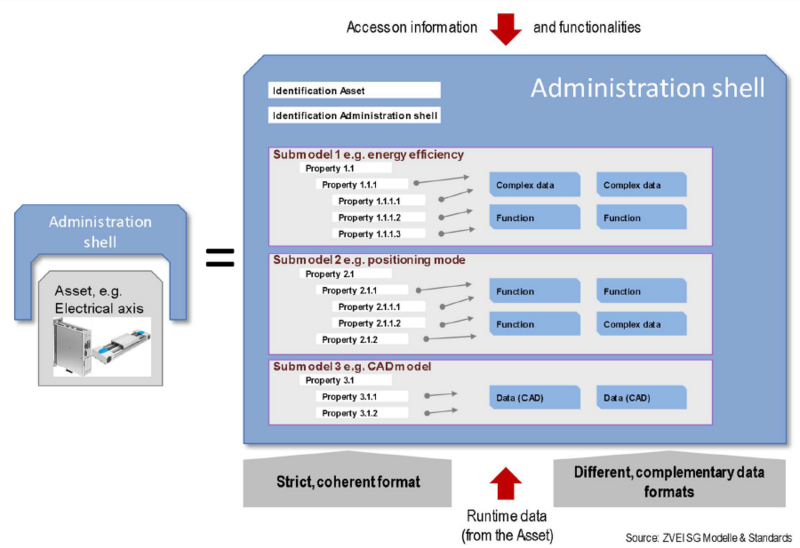 Access on information and functionalities
Administration shell
Identification Asset
Identification Administration shell
Submodel 1 e.g. energy efficiency
Property 1.1
Property 1.1.1
Property 1.1.1.1
Property 1.1.1.2
Property 1.1.1.3
Complex data
Complex data
Function
Function
Submodel 2 e.g. positioning mode
Property 2.1
Property 2.1.1
Property 2.1.1.1
Property 2.1.1.2
Property 2.1.2
Function
Function
Function
Complex data
Submodel 3 e.g. CAD model
Property 3.1
Property 3.1.1
Property 3.1.2
Data (CAD)
Data (CAD)
Administration
shell
Asset, e.g.
Electrical axis
=
Strict, coherent format
Different, complementary data
formats
Runtime data
(from the Asset)
Source: ZVEI SG Modelle & Standards